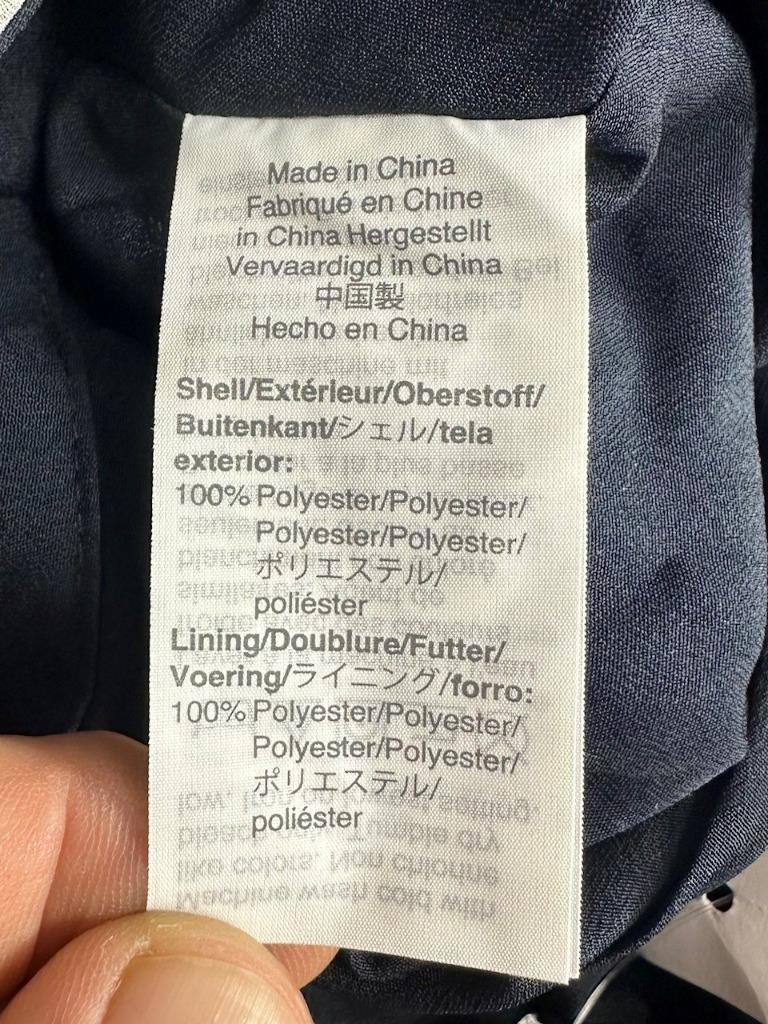 Made in China
Fabriqué en Chine
in China Hergestellt
Vervaardigd in China
中国製
Hecho en China
Shell/Extérieur/Oberstoff/
Buitenkant/シェル/tela
exterior:
100% Polyester/Polyester/
Polyester/Polyester/
ポリエステル/
poliéster
Lining/Doublure/Futter/
Voering/ライニング/forro:
100% Polyester/Polyester/
Polyester/Polyester/
ポリエステル/
poliéster